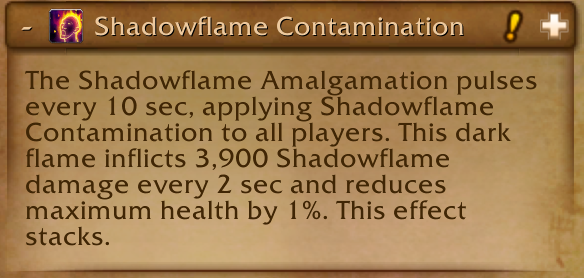 - Shadowflame Contamination
The Shadowflame Amalgamation pulses
every 10 sec, applying Shadowflame
Contamination to all players. This dark
flame inflicts 3,900 Shadowflame
damage every 2 sec and reduces
maximum health by 1%. This effect
stacks.